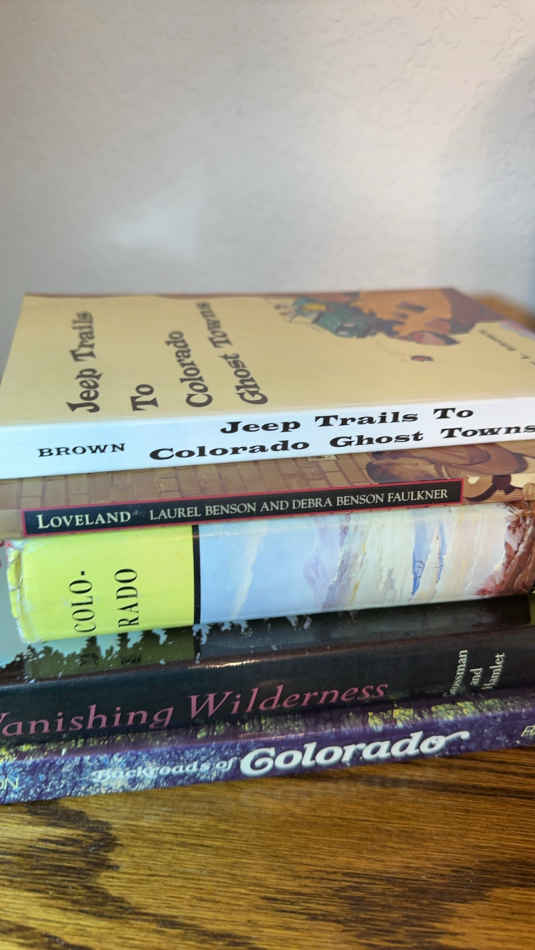 Jeep Trails
To
Colorado
Ghost Towns
BROWN
Jeep Trails To
Colorado Ghost Towns
LOVELAND LAUREL BENSON AND DEBRA BENSON FAULKNER
COLO-
RADO
Vanishing Wilderness
and
Hamlet
Backroads of Colorado